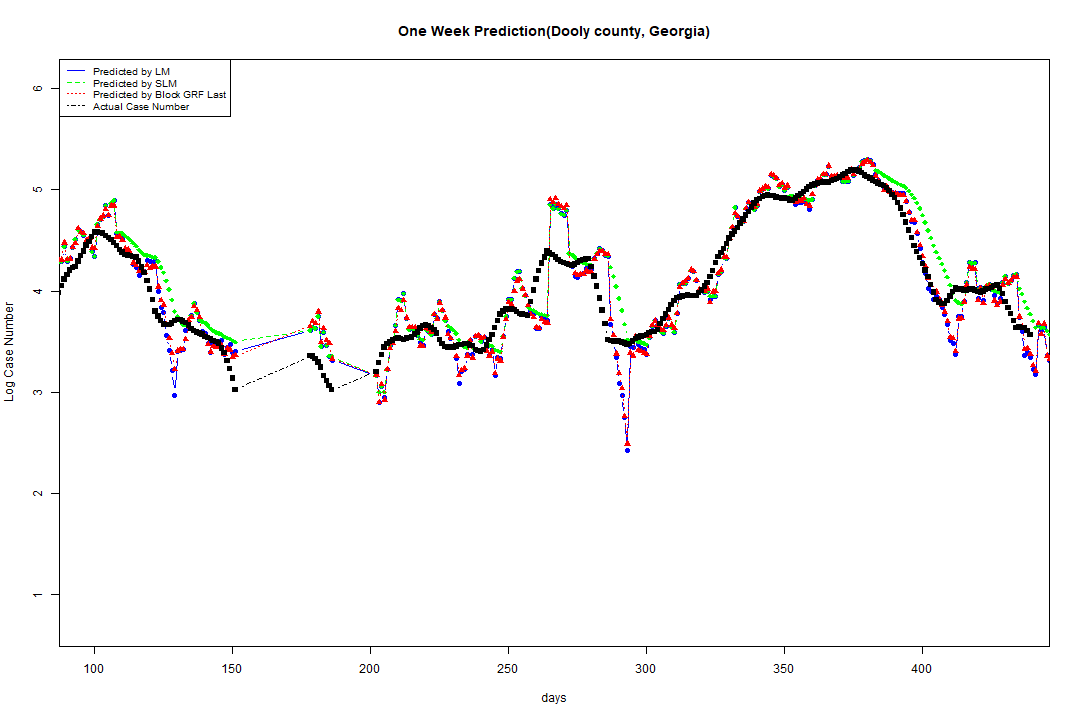 One Week Prediction(Dooly county, Georgia)
Predicted by LM
Predicted by SLM
Predicted by Block GRF Last
Actual Case Number
6
5
4
3
2
1
Log Case Number
100 150 200 250 300 350 400
days